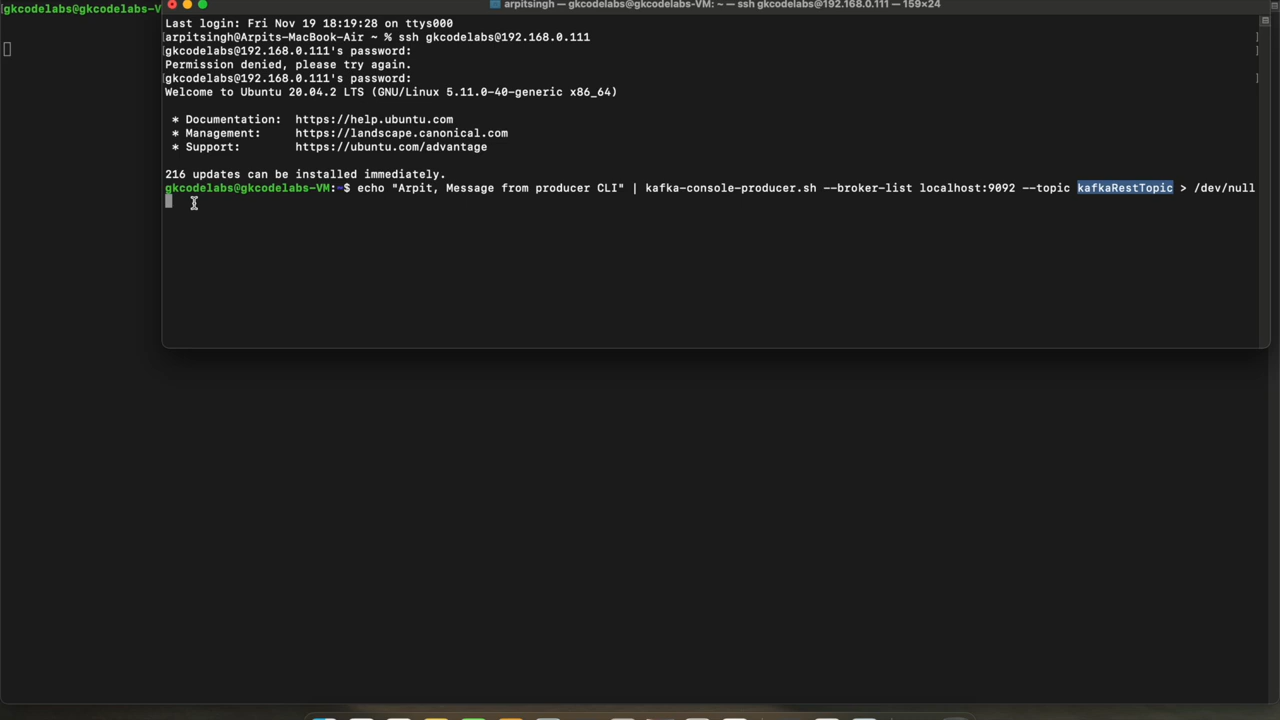 gkcodelabs@gkcodelabs-V
arpitsingh — gkcodelabs@gkcodelabs-VM: ~ — ssh gkcodelabs@192.168.0.111 — 159×24
Last login: Fri Nov 19 18:19:28 on ttys000
arpitsingh@Arpits-MacBook-Air ~ % ssh gkcodelabs@192.168.0.111
gkcodelabs@192.168.0.111's password:
Permission denied, please try again.
gkcodelabs@192.168.0.111's password:
Welcome to Ubuntu 20.04.2 LTS (GNU/Linux 5.11.0-40-generic x86_64)
* Documentation: https://help.ubuntu.com
* Management: https://landscape.canonical.com
* Support: https://ubuntu.com/advantage
216 updates can be installed immediately.
gkcodelabs@gkcodelabs-VM:~$ echo "Arpit, Message from producer CLI" | kafka-console-producer.sh --broker-list localhost:9092 --topic kafkaRestTopic > /dev/null